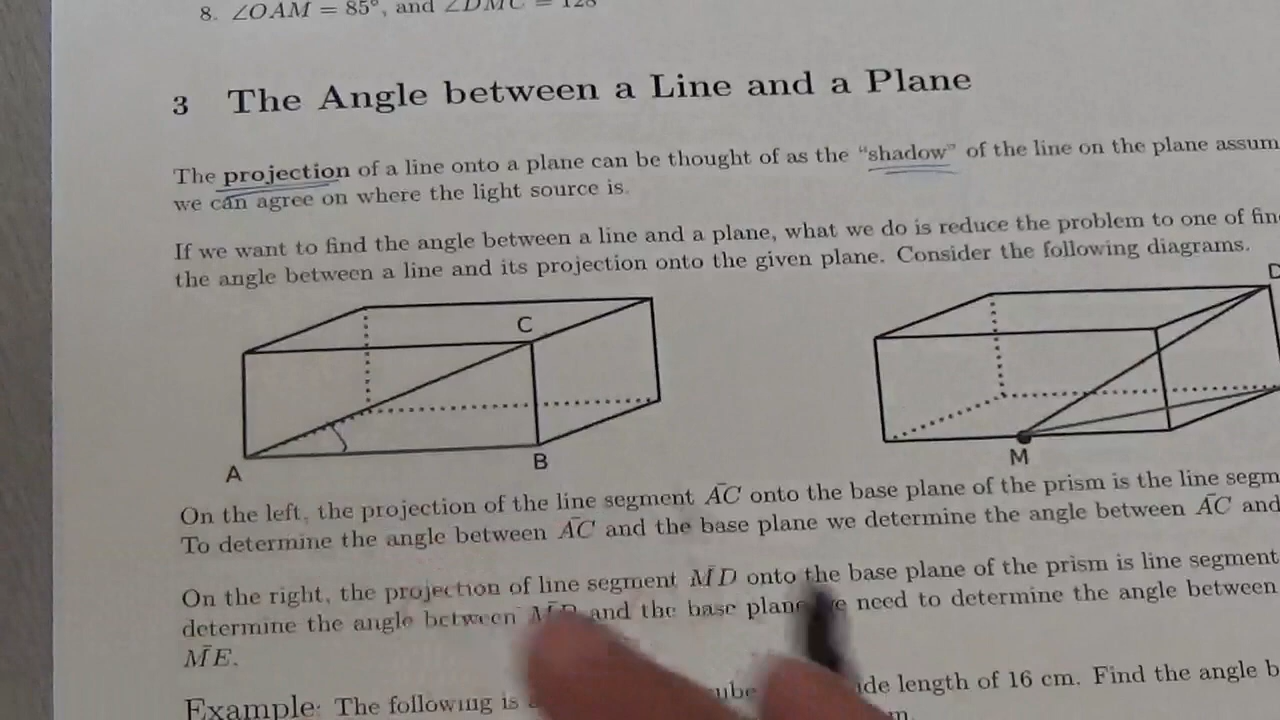 8. ∠OAM = 85°, and ∠DMC = 128
3 The Angle between a Line and a Plane
The projection of a line onto a plane can be thought of as the "shadow" of the line on the plane assum
we can agree on where the light source is.
If we want to find the angle between a line and a plane, what we do is reduce the problem to one of fin
the angle between a line and its projection onto the given plane. Consider the following diagrams.
C
A
B
D
M
On the left, the projection of the line segment A̅C̅ onto the base plane of the prism is the line segm
To determine the angle between A̅C̅ and the base plane we determine the angle between A̅C̅ and
On the right, the projection of line segment M̅D̅ onto the base plane of the prism is line segment
determine the angle between M̅D̅ and the base plane we need to determine the angle between
M̅E̅.
Example: The following is side length of 16 cm. Find the angle b